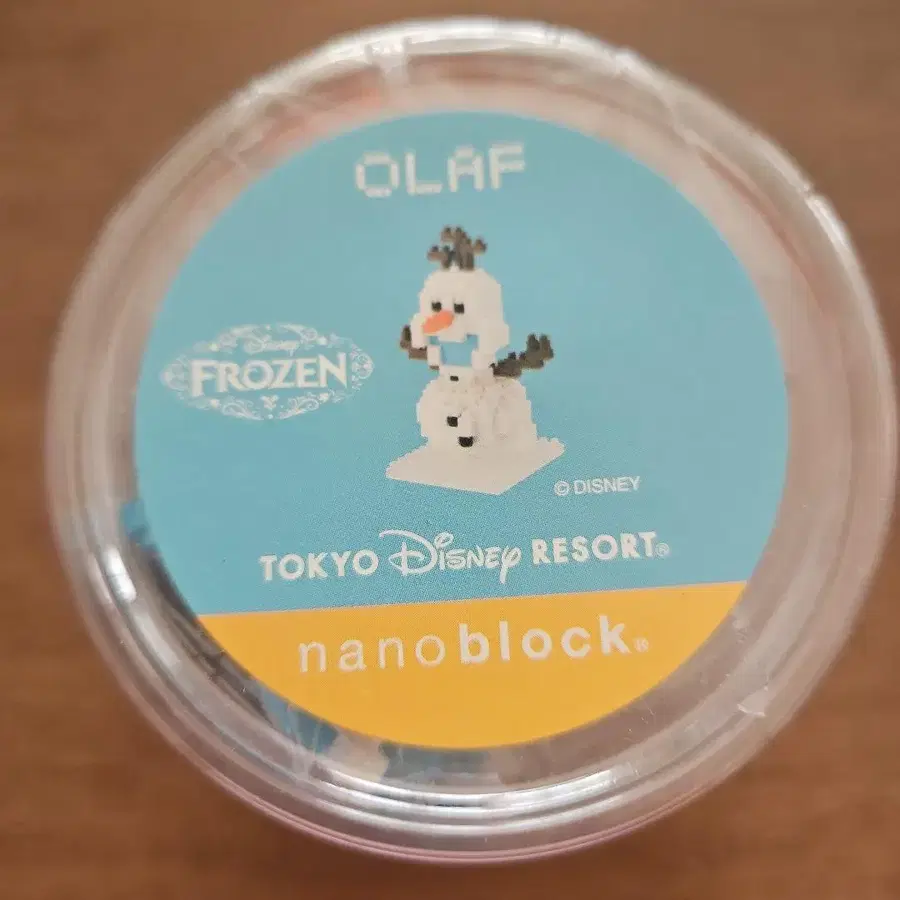 OLAF
Disney
FROZEN
© DISNEY
TOKYO Disney RESORT®
nanoblock®